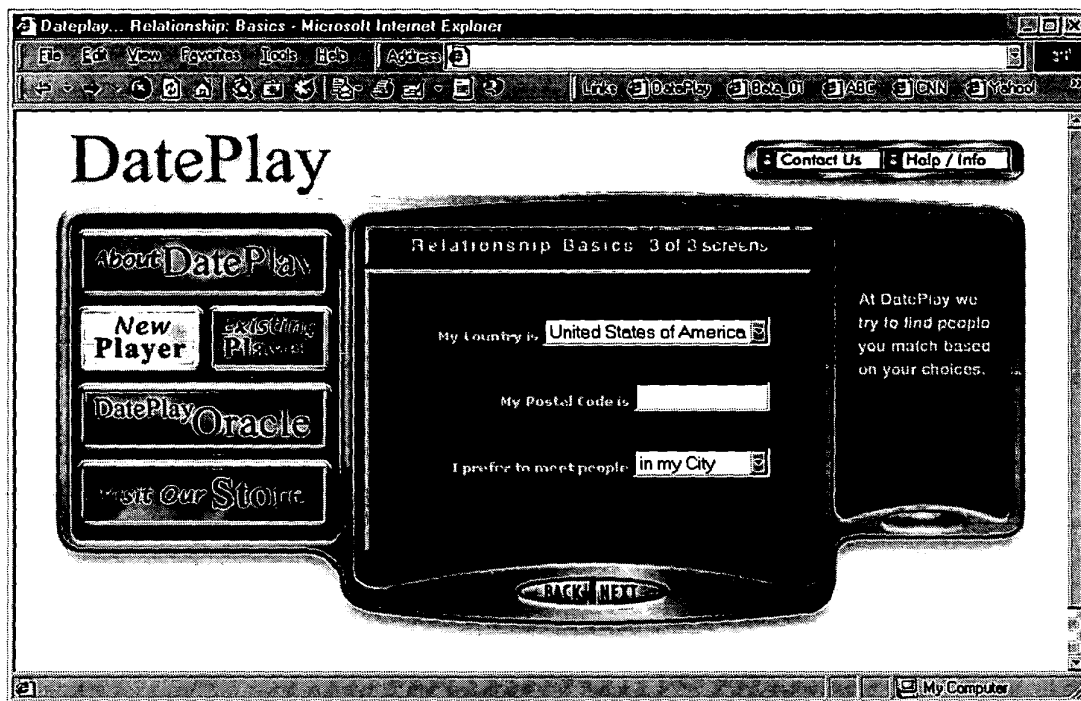 Dateplay... Relationship: Basics - Microsoft Internet Explorer
File Edit View Favorites Tools Help Address
Links DatePlay Beta_01 ABC CNN Yahoo!
DatePlay
Contact Us Help / Info
About DatePlay
New Player
Existing Player
DatePlay Oracle
Visit Our Store
Relationship Basics 3 of 3 screens
My Country is United States of America
My Postal Code is
I prefer to meet people in my City
BACK NEXT
At DatePlay we
try to find people
you match based
on your choices.
My Computer